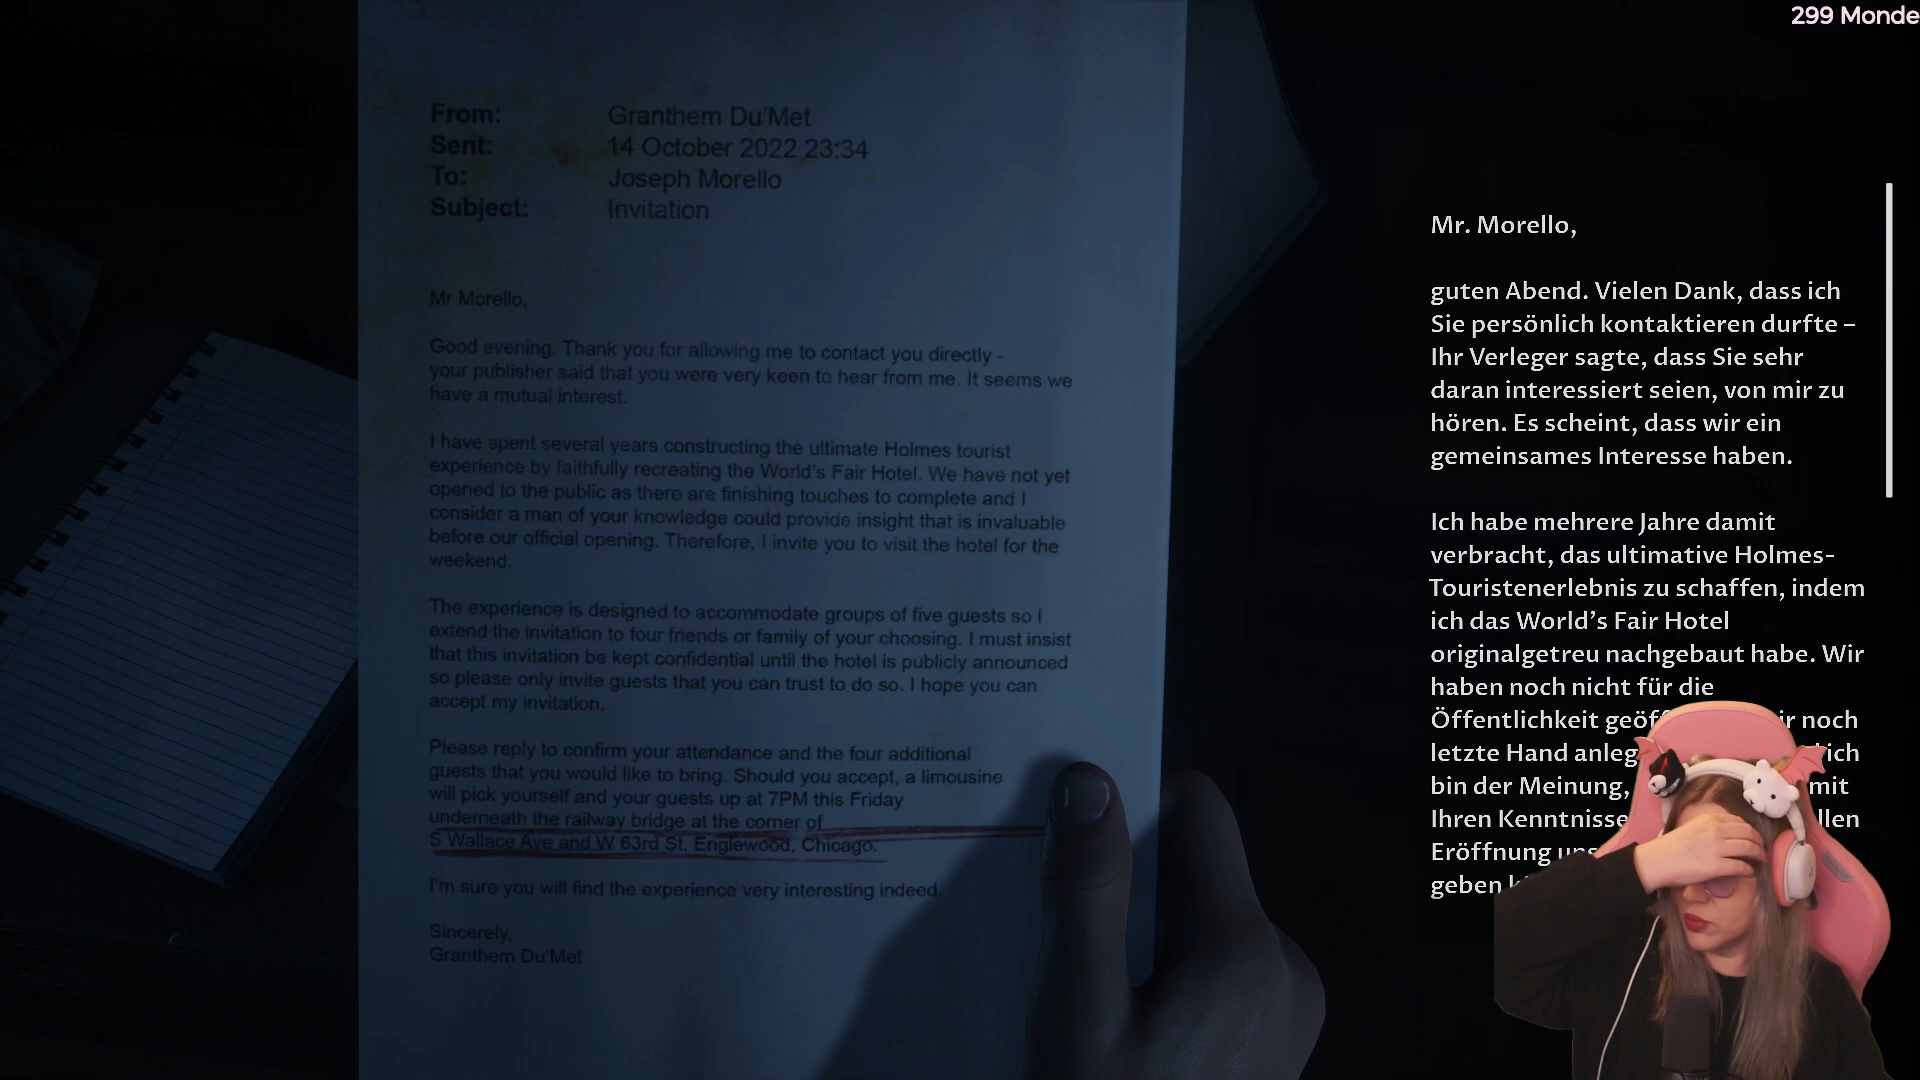 299 Monde
From: Granthem Du'Met
Sent: 14 October 2022 23:34
To: Joseph Morello
Subject: Invitation
Mr Morello,
Good evening. Thank you for allowing me to contact you directly -
your publisher said that you were very keen to hear from me. It seems we
have a mutual interest.
I have spent several years constructing the ultimate Holmes tourist
experience by faithfully recreating the World's Fair Hotel. We have not yet
opened to the public as there are finishing touches to complete and I
consider a man of your knowledge could provide insight that is invaluable
before our official opening. Therefore, I invite you to visit the hotel for the
weekend.
The experience is designed to accommodate groups of five guests so I
extend the invitation to four friends or family of your choosing. I must insist
that this invitation be kept confidential until the hotel is publicly announced
so please only invite guests that you can trust to do so. I hope you can
accept my invitation.
Please reply to confirm your attendance and the four additional
guests that you would like to bring. Should you accept, a limousine
will pick yourself and your guests up at 7PM this Friday
underneath the railway bridge at the corner of
S Wallace Ave and W 63rd St, Englewood, Chicago.
I'm sure you will find the experience very interesting indeed.
Sincerely,
Granthem Du'Met
Mr. Morello,
guten Abend. Vielen Dank, dass ich
Sie persönlich kontaktieren durfte –
Ihr Verleger sagte, dass Sie sehr
daran interessiert seien, von mir zu
hören. Es scheint, dass wir ein
gemeinsames Interesse haben.
Ich habe mehrere Jahre damit
verbracht, das ultimative Holmes-
Touristenerlebnis zu schaffen, indem
ich das World's Fair Hotel
originalgetreu nachgebaut habe. Wir
haben noch nicht für die
Öffentlichkeit noch
letzte Hand ich
bin der Meinung, mit
Ihren
Eröffnung
geben